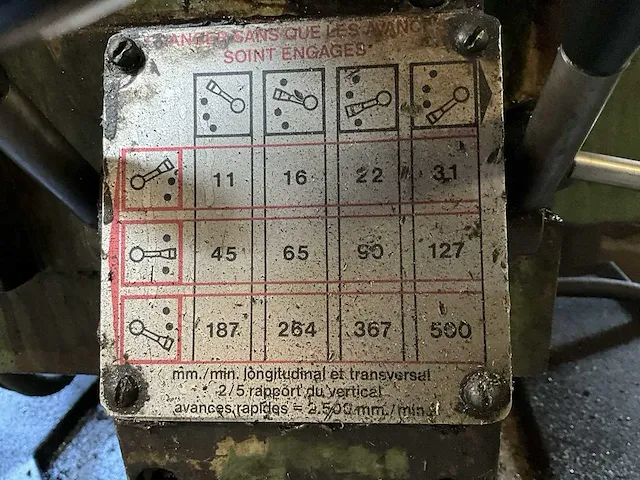 SANS QUE LES AVANCES
SOINT ENGAGES
11 16 22 31
45 65 90 127
187 264 367 500
mm./min. longitudinal et transversal
2/5 rapport du vertical
avances rapides = 2.500 mm./min.